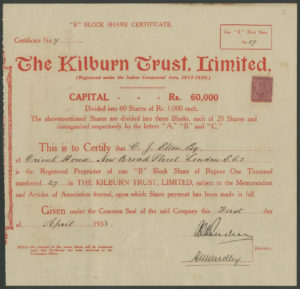 "B" BLOCK SHARE CERTIFICATE.
Certificate No. 7
One "B" Block Share
27
The Kilburn Trust, Limited.
(Registered under the Indian Companies' Acts, 1913-1920.)
CAPITAL Rs. 60,000
Divided into 60 Shares of Rs. 1,000 each.
The abovementioned Shares are divided into three Blocks, each of 20 Shares and
distinguished respectively by the letters "A," "B" and "C."
This is to Certify that C. J. Elton Esq
of Orient House, New Broad Street London E.C.2
is the Registered Proprietor of one "B" Block Share of Rupees One Thousand
numbered 27 in THE KILBURN TRUST, LIMITED, subject to the Memorandum
and Articles of Association thereof, upon which Share payment has been made in full.
Given under the Common Seal of the said Company this First day
of April 1933
Directors.